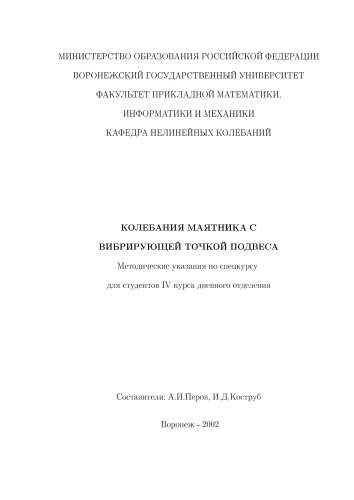 МИНИСТЕРСТВО ОБРАЗОВАНИЯ РОССИЙСКОЙ ФЕДЕРАЦИИ
ВОРОНЕЖСКИЙ ГОСУДАРСТВЕННЫЙ УНИВЕРСИТЕТ
ФАКУЛЬТЕТ ПРИКЛАДНОЙ МАТЕМАТИКИ,
ИНФОРМАТИКИ И МЕХАНИКИ
КАФЕДРА НЕЛИНЕЙНЫХ КОЛЕБАНИЙ
КОЛЕБАНИЯ МАЯТНИКА С
ВИБРИРУЮЩЕЙ ТОЧКОЙ ПОДВЕСА
Методические указания по спецкурсу
для студентов IV курса дневного отделения
Составители: А.И.Перов, И.Д.Коструб
Воронеж - 2002